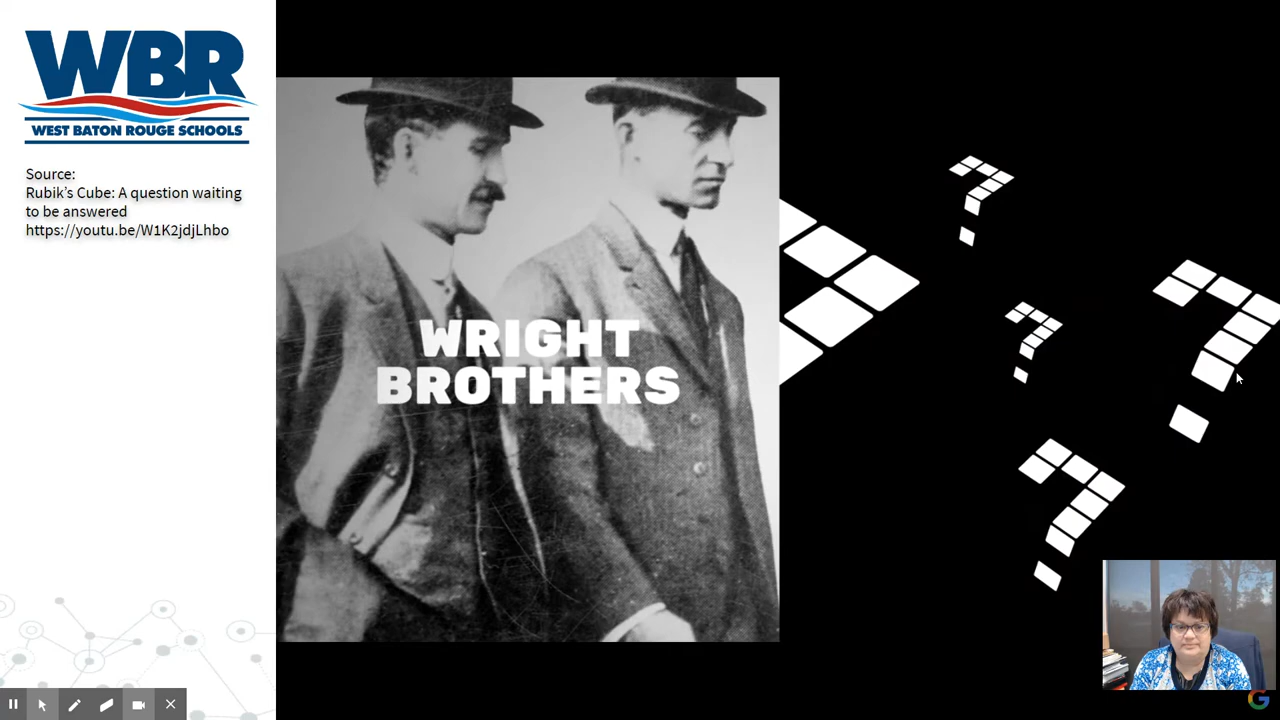 WBR
WEST BATON ROUGE SCHOOLS
Source:
Rubik's Cube: A question waiting
to be answered
https://youtu.be/W1K2jdjLhbo
WRIGHT
BROTHERS
?
?
?
?
G